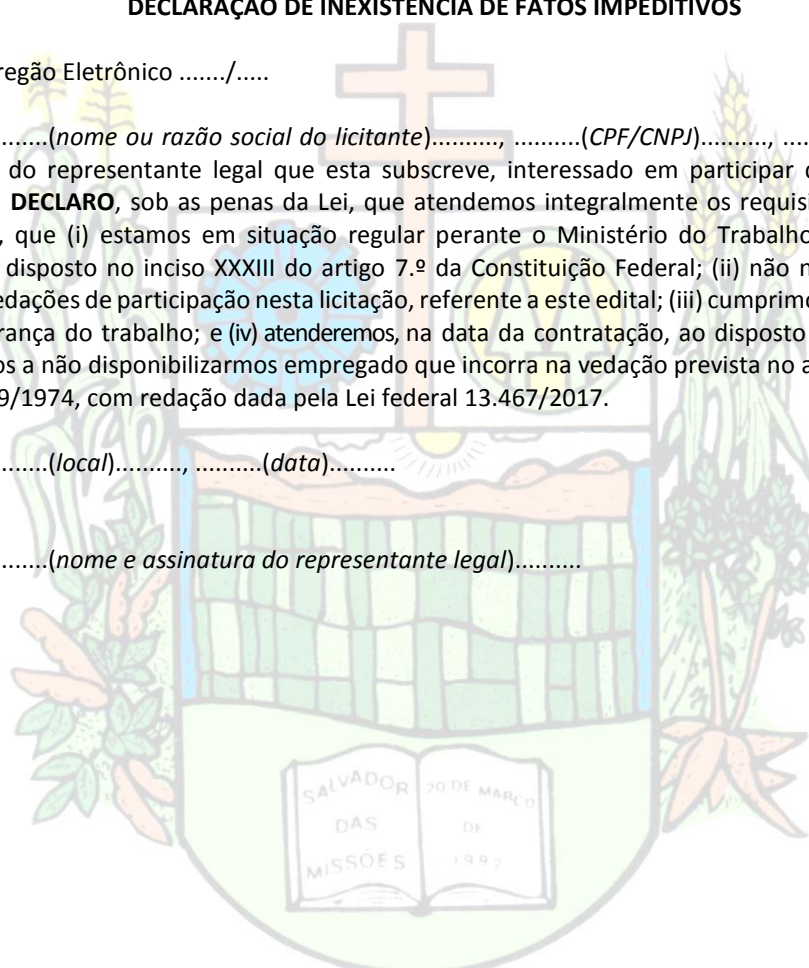 DECLARAÇÃO DE INEXISTÊNCIA DE FATOS IMPEDITIVOS
regão Eletrônico ......./.....
........(nome ou razão social do licitante).........., ..........(CPF/CNPJ).........., .....
do representante legal que esta subscreve, interessado em participar
DECLARO, sob as penas da Lei, que atendemos integralmente os
, que (i) estamos em situação regular perante o Ministério do Trabalho
disposto no inciso XXXIII do artigo 7.º da Constituição Federal; (ii) não
edações de participação nesta licitação, referente a este edital; (iii)
rança do trabalho; e (iv) atenderemos, na data da contratação, ao disposto
os a não disponibilizarmos empregado que incorra na vedação prevista no
9/1974, com redação dada pela Lei federal 13.467/2017.
........(local).........., ..........(data)..........
........(nome e assinatura do representante legal)..........
SALVADOR
DAS
MISSÕES
20 DE MARÇO
DE
1992